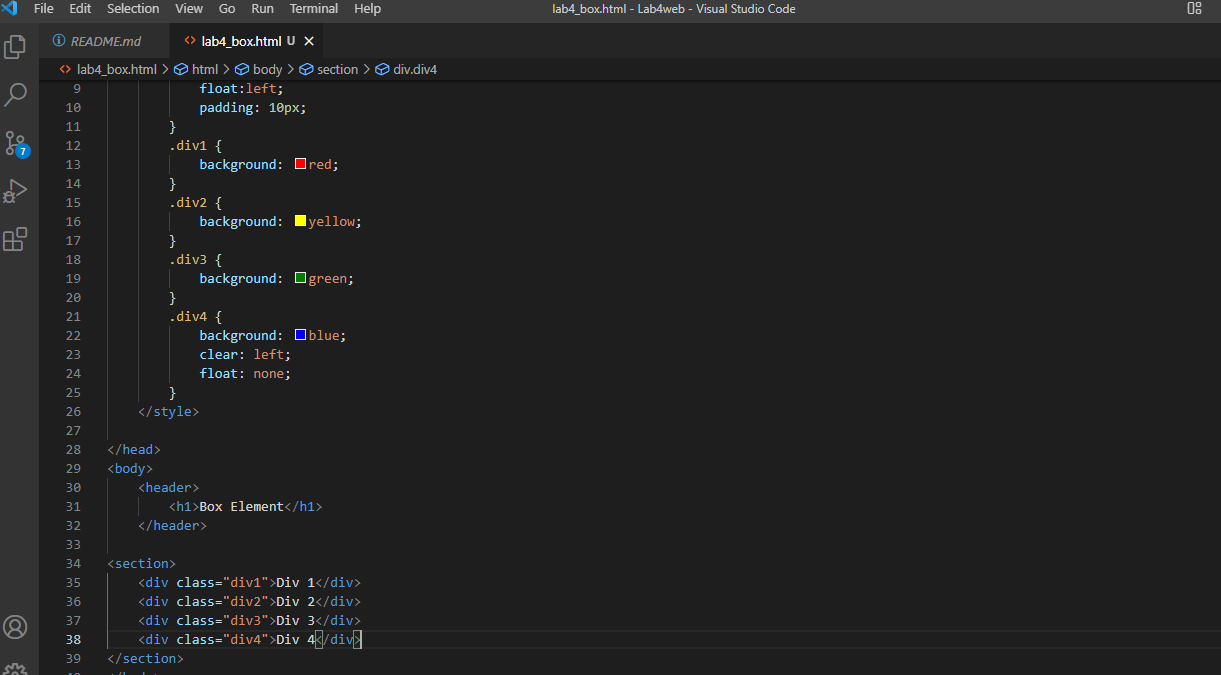 File Edit Selection View Go Run Terminal Help lab4_box.html - Lab4web - Visual Studio Code
README.md lab4_box.html U
lab4_box.html > html > body > section > div.div4
9 float:left;
10 padding: 10px;
11 }
12 .div1 {
13 background: red;
14 }
15 .div2 {
16 background: yellow;
17 }
18 .div3 {
19 background: green;
20 }
21 .div4 {
22 background: blue;
23 clear: left;
24 float: none;
25 }
26 </style>
27
28 </head>
29 <body>
30 <header>
31 <h1>Box Element</h1>
32 </header>
33
34 <section>
35 <div class="div1">Div 1</div>
36 <div class="div2">Div 2</div>
37 <div class="div3">Div 3</div>
38 <div class="div4">Div 4</div>
39 </section>
7